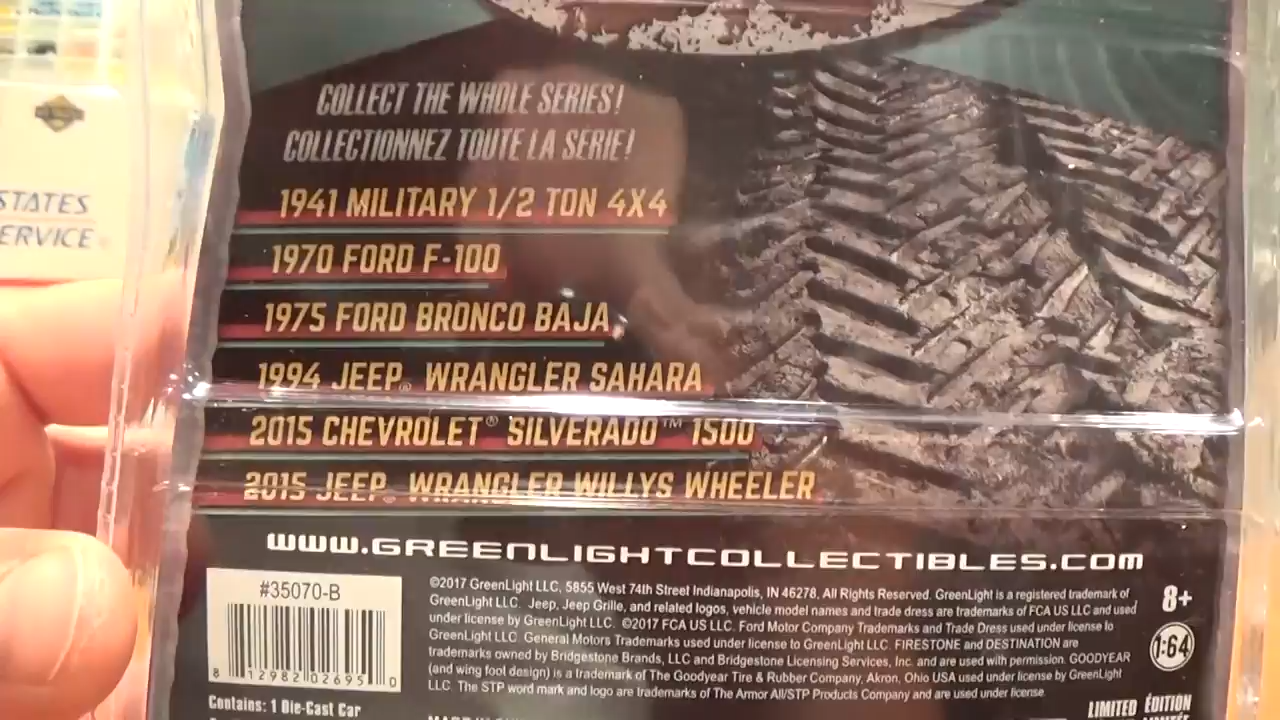 STATES
ERVICE
COLLECT THE WHOLE SERIES!
COLLECTIONNEZ TOUTE LA SÉRIE!
1941 MILITARY 1/2 TON 4X4
1970 FORD F-100
1975 FORD BRONCO BAJA
1994 JEEP® WRANGLER SAHARA
2015 CHEVROLET® SILVERADO™ 1500
2015 JEEP® WRANGLER WILLYS WHEELER
WWW.GREENLIGHTCOLLECTIBLES.COM
#35070-B
8 12982 02695 0
Contains: 1 Die-Cast Car
©2017 GreenLight LLC, 5855 West 74th Street Indianapolis, IN 46278, All Rights Reserved. GreenLight is a registered trademark of
GreenLight LLC. Jeep, Jeep Grille, and related logos, vehicle model names and trade dress are trademarks of FCA US LLC and used
under license by GreenLight LLC. ©2017 FCA US LLC. Ford Motor Company Trademarks and Trade Dress used under license to
GreenLight LLC. General Motors Trademarks used under license to GreenLight LLC. FIRESTONE and DESTINATION are
trademarks owned by Bridgestone Brands, LLC and Bridgestone Licensing Services, Inc. and are used with permission. GOODYEAR
(and wing foot design) is a trademark of The Goodyear Tire & Rubber Company, Akron, Ohio USA used under license by GreenLight
LLC. The STP word mark and logo are trademarks of The Armor All/STP Products Company and are used under license.
8+
1:64
LIMITED ÉDITION